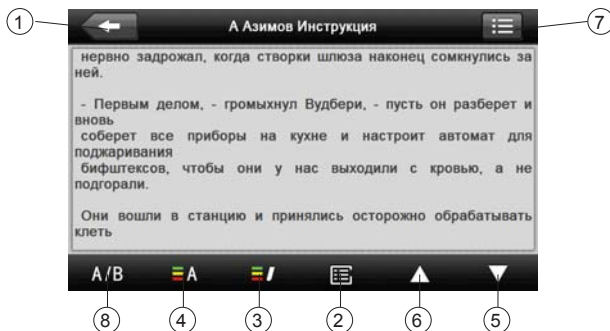 1
А Азимов Инструкция
7
нервно задрожал, когда створки шлюза наконец сомкнулись за
ней.
- Первым делом, - громыхнул Вудбери, - пусть он разберет и
вновь
соберет все приборы на кухне и настроит автомат для
поджаривания
бифштексов, чтобы они у нас выходили с кровью, а не
подгорали.
Они вошли в станцию и принялись осторожно обрабатывать
клеть
A/B
A
8
4
3
2
6
5